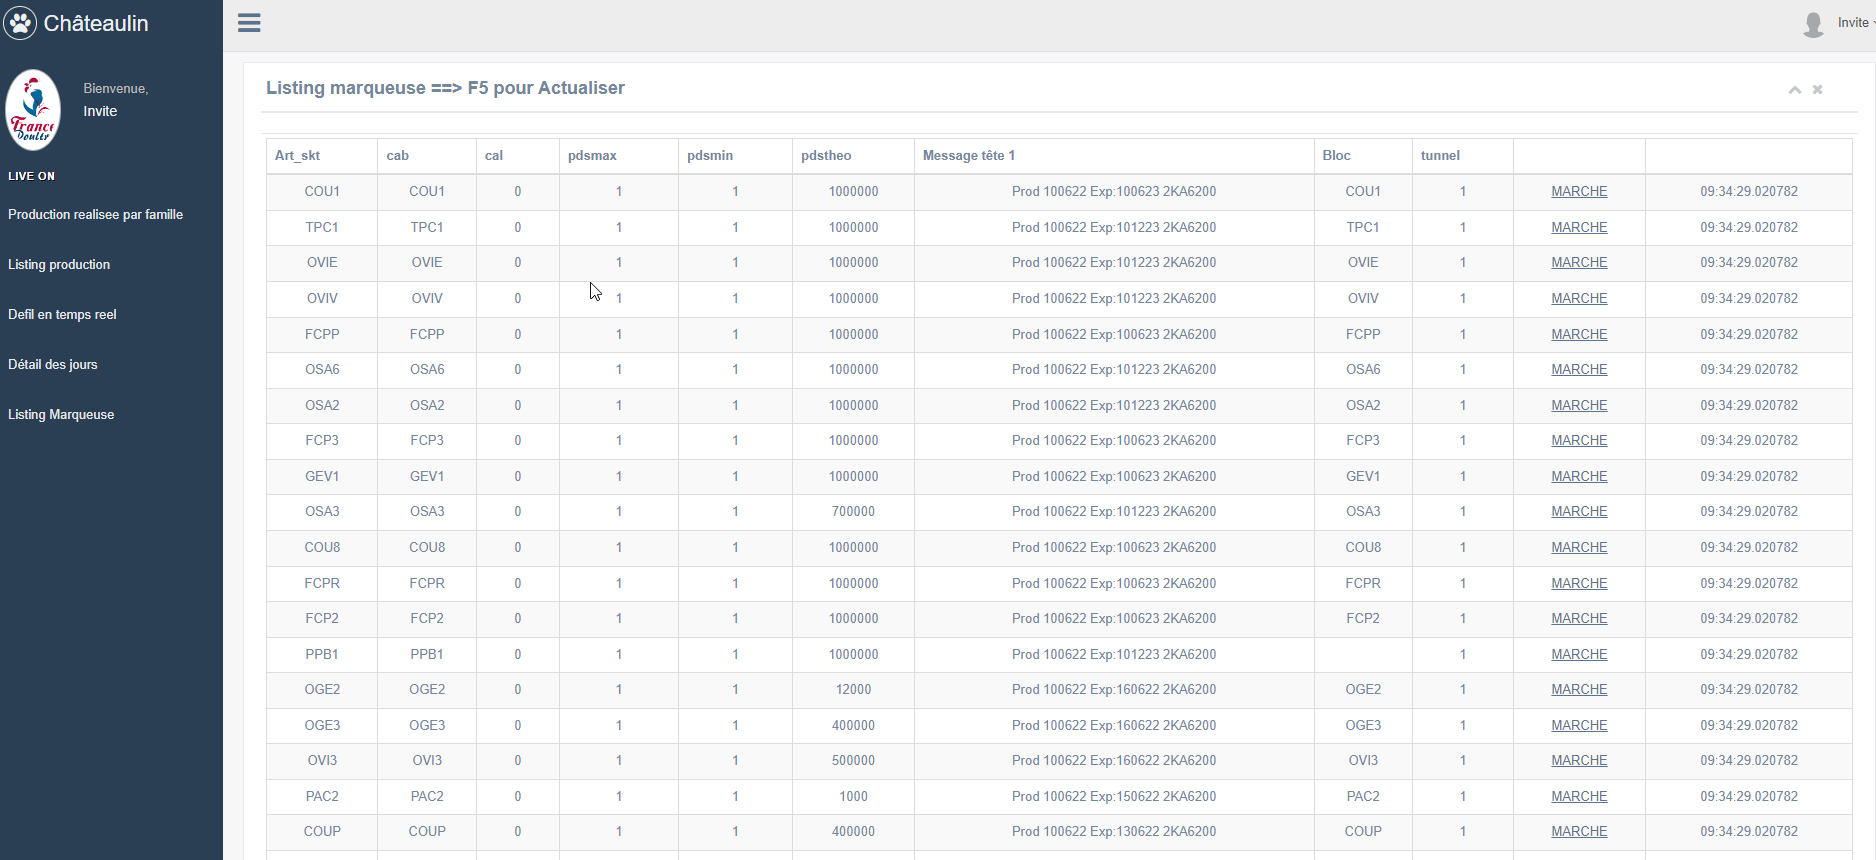 Châteaulin
Invite
France
Poultr
Bienvenue,
Invite
LIVE ON
Production realisee par famille
Listing production
Defil en temps reel
Détail des jours
Listing Marqueuse
Listing marqueuse ==> F5 pour Actualiser
Art_skt cab cal pdsmax pdsmin pdstheo Message tête 1 Bloc tunnel
COU1 COU1 0 1 1 1000000 Prod 100622 Exp:100623 2KA6200 COU1 1 MARCHE 09:34:29.020782
TPC1 TPC1 0 1 1 1000000 Prod 100622 Exp:101223 2KA6200 TPC1 1 MARCHE 09:34:29.020782
OVIE OVIE 0 1 1 1000000 Prod 100622 Exp:101223 2KA6200 OVIE 1 MARCHE 09:34:29.020782
OVIV OVIV 0 1 1 1000000 Prod 100622 Exp:101223 2KA6200 OVIV 1 MARCHE 09:34:29.020782
FCPP FCPP 0 1 1 1000000 Prod 100622 Exp:100623 2KA6200 FCPP 1 MARCHE 09:34:29.020782
OSA6 OSA6 0 1 1 1000000 Prod 100622 Exp:101223 2KA6200 OSA6 1 MARCHE 09:34:29.020782
OSA2 OSA2 0 1 1 1000000 Prod 100622 Exp:101223 2KA6200 OSA2 1 MARCHE 09:34:29.020782
FCP3 FCP3 0 1 1 1000000 Prod 100622 Exp:100623 2KA6200 FCP3 1 MARCHE 09:34:29.020782
GEV1 GEV1 0 1 1 1000000 Prod 100622 Exp:100623 2KA6200 GEV1 1 MARCHE 09:34:29.020782
OSA3 OSA3 0 1 1 700000 Prod 100622 Exp:101223 2KA6200 OSA3 1 MARCHE 09:34:29.020782
COU8 COU8 0 1 1 1000000 Prod 100622 Exp:100623 2KA6200 COU8 1 MARCHE 09:34:29.020782
FCPR FCPR 0 1 1 1000000 Prod 100622 Exp:100623 2KA6200 FCPR 1 MARCHE 09:34:29.020782
FCP2 FCP2 0 1 1 1000000 Prod 100622 Exp:100623 2KA6200 FCP2 1 MARCHE 09:34:29.020782
PPB1 PPB1 0 1 1 1000000 Prod 100622 Exp:101223 2KA6200 1 MARCHE 09:34:29.020782
OGE2 OGE2 0 1 1 12000 Prod 100622 Exp:160622 2KA6200 OGE2 1 MARCHE 09:34:29.020782
OGE3 OGE3 0 1 1 400000 Prod 100622 Exp:160622 2KA6200 OGE3 1 MARCHE 09:34:29.020782
OVI3 OVI3 0 1 1 500000 Prod 100622 Exp:160622 2KA6200 OVI3 1 MARCHE 09:34:29.020782
PAC2 PAC2 0 1 1 1000 Prod 100622 Exp:150622 2KA6200 PAC2 1 MARCHE 09:34:29.020782
COUP COUP 0 1 1 400000 Prod 100622 Exp:130622 2KA6200 COUP 1 MARCHE 09:34:29.020782